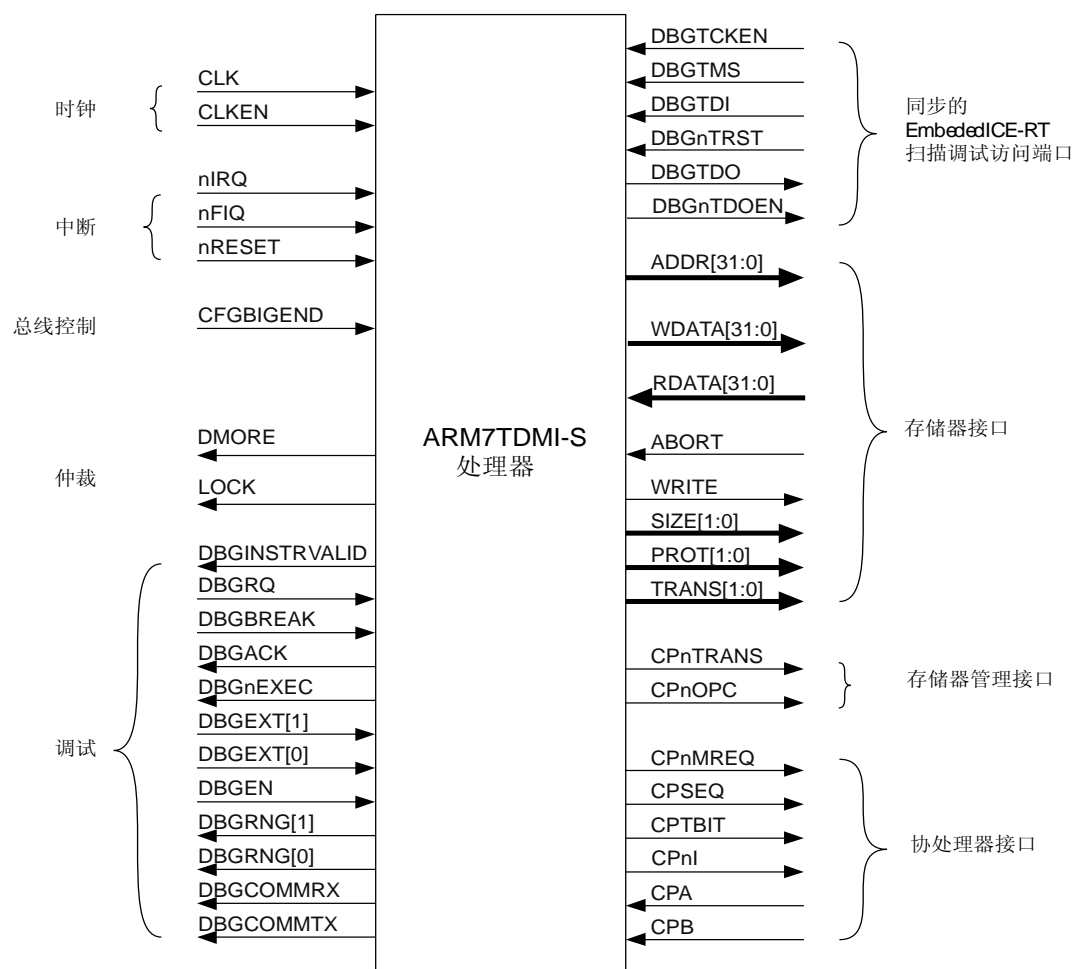 时钟
CLK
CLKEN
中断
nIRQ
nFIQ
nRESET
总线控制
CFGBIGEND
仲裁
DMORE
LOCK
调试
DBGINSTRVALID
DBGRQ
DBGBREAK
DBGACK
DBGnEXEC
DBGEXT[1]
DBGEXT[0]
DBGEN
DBGRNG[1]
DBGRNG[0]
DBGCOMMRX
DBGCOMMTX
ARM7TDMI-S
处理器
DBGTCKEN
DBGTMS
DBGTDI
DBGnTRST
DBGTDO
DBGnTDOEN
同步的
EmbededICE-RT
扫描调试访问端口
ADDR[31:0]
WDATA[31:0]
RDATA[31:0]
ABORT
WRITE
SIZE[1:0]
PROT[1:0]
TRANS[1:0]
存储器接口
CPnTRANS
CPnOPC
存储器管理接口
CPnMREQ
CPSEQ
CPTBIT
CPnI
CPA
CPB
协处理器接口